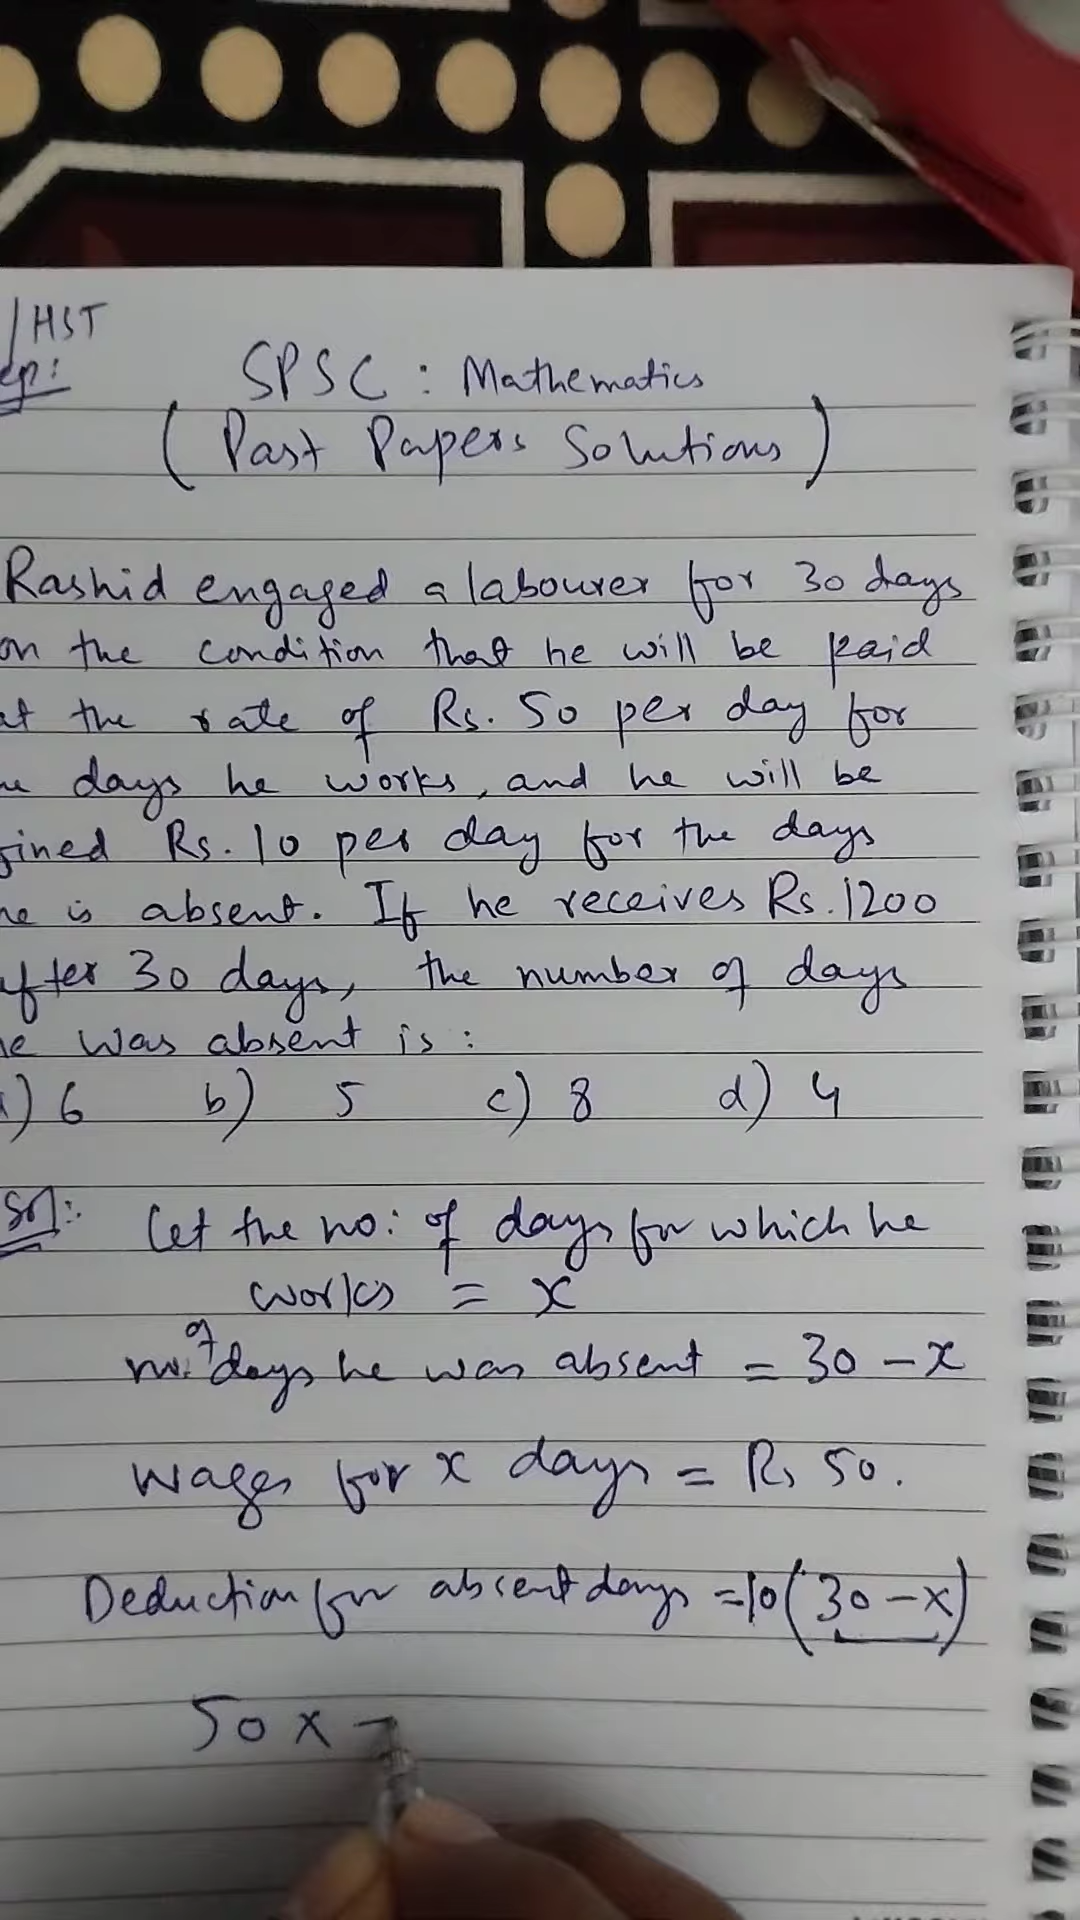 /HST
ep:
SPSC : Mathematics
(Past Papers Solutions)
Rashid engaged a labourer for 30 days
on the condition that he will be paid
at the rate of Rs. 50 per day for
e days he works, and he will be
fined Rs. 10 per day for the days
he is absent. If he receives Rs. 1200
after 30 days, the number of days
e was absent is :
) 6 b) 5 c) 8 d) 4
Sol: Let the no: of days for which he
works = x
no. of days he was absent = 30 - x
Wages for x days = Rs 50.
Deduction for absent days = 10(30 - x)
50x -